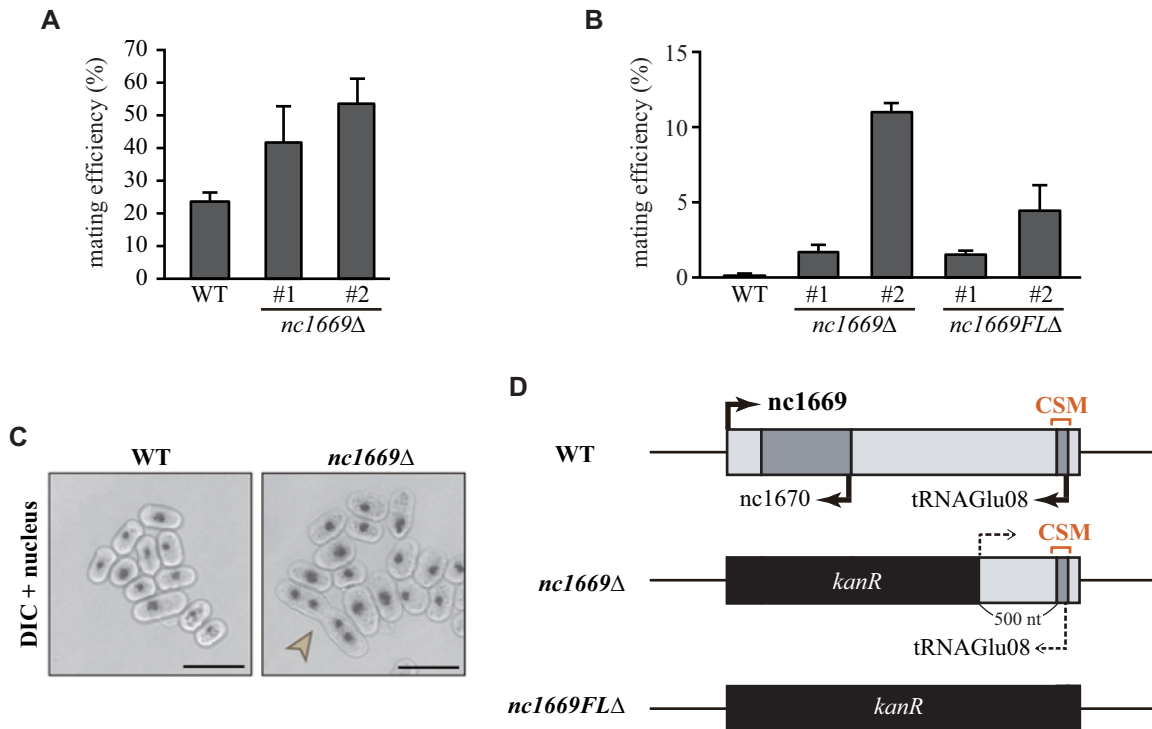 A
mating efficiency (%)
70
60
50
40
30
20
10
0
WT
#1
#2
nc1669Δ
B
mating efficiency (%)
15
10
5
0
WT
#1
#2
#1
#2
nc1669Δ
nc1669FLΔ
C
WT
nc1669Δ
DIC + nucleus
D
nc1669
CSM
WT
nc1670
tRNAGlu08
CSM
nc1669Δ
kanR
500 nt
tRNAGlu08
nc1669FLΔ
kanR